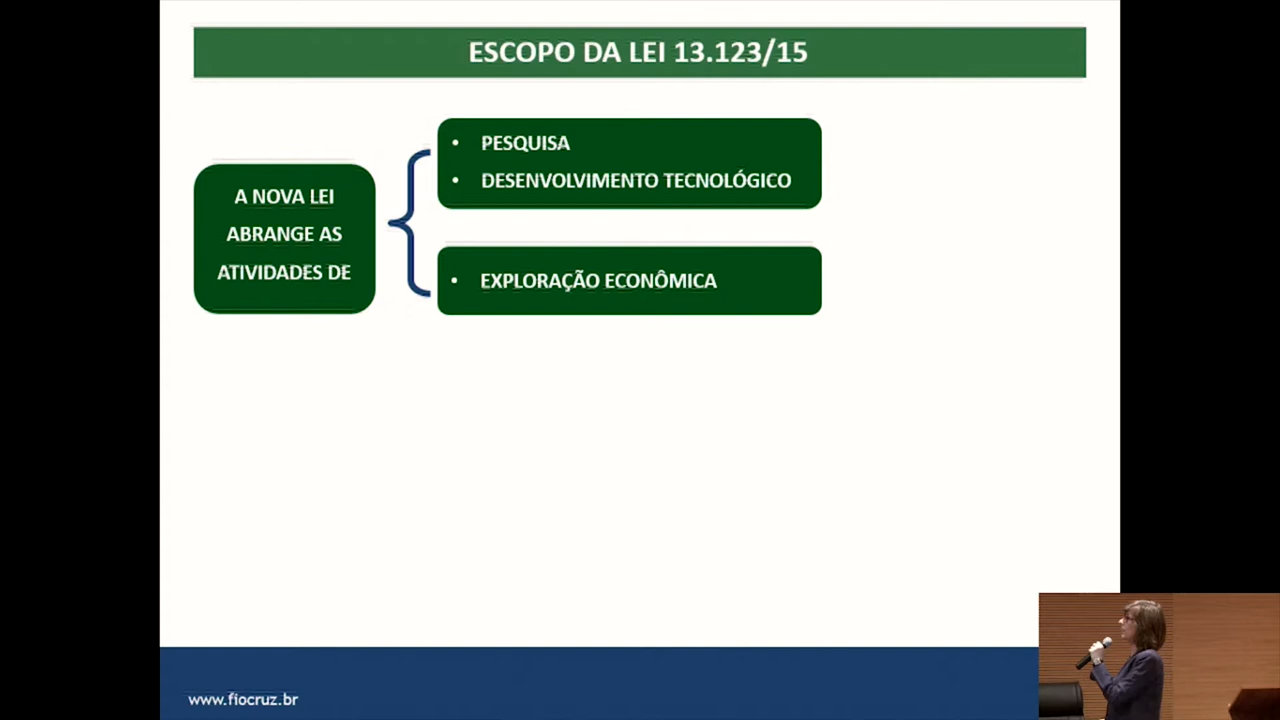 ESCOPO DA LEI 13.123/15
A NOVA LEI
ABRANGE AS
ATIVIDADES DE
• PESQUISA
• DESENVOLVIMENTO TECNOLÓGICO
• EXPLORAÇÃO ECONÔMICA
www.fiocruz.br